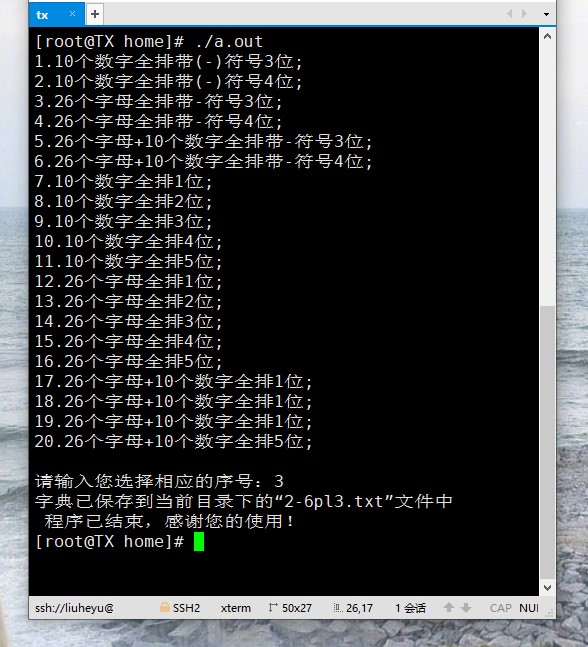 tx
[root@TX home]# ./a.out
1.10个数字全排带(-)符号3位;
2.10个数字全排带(-)符号4位;
3.26个字母全排带-符号3位;
4.26个字母全排带-符号4位;
5.26个字母+10个数字全排带-符号3位;
6.26个字母+10个数字全排带-符号4位;
7.10个数字全排1位;
8.10个数字全排2位;
9.10个数字全排3位;
10.10个数字全排4位;
11.10个数字全排5位;
12.26个字母全排1位;
13.26个字母全排2位;
14.26个字母全排3位;
15.26个字母全排4位;
16.26个字母全排5位;
17.26个字母+10个数字全排1位;
18.26个字母+10个数字全排1位;
19.26个字母+10个数字全排1位;
20.26个字母+10个数字全排5位;
请输入您选择相应的序号: 3
字典已保存到当前目录下的“2-6pl3.txt”文件中
程序已结束, 感谢您的使用!
[root@TX home]#
ssh://liuheyu@ SSH2 xterm 50x27 26,17 1 会话 CAP NUI